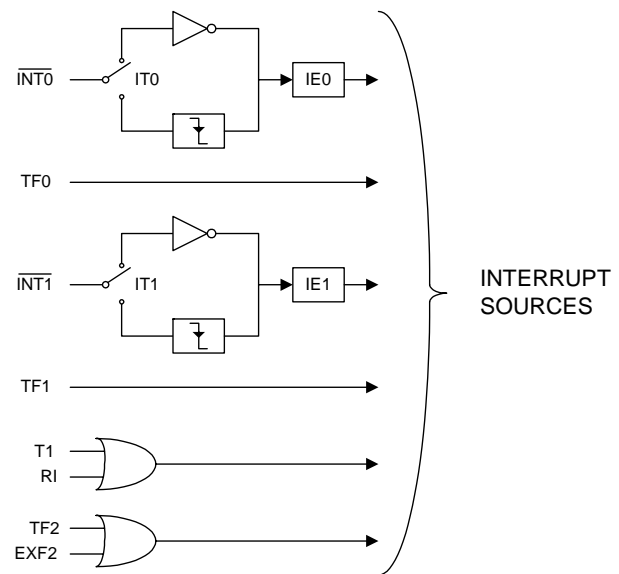 INT0
IT0
IE0
TF0
INT1
IT1
IE1
TF1
T1
RI
TF2
EXF2
INTERRUPT
SOURCES